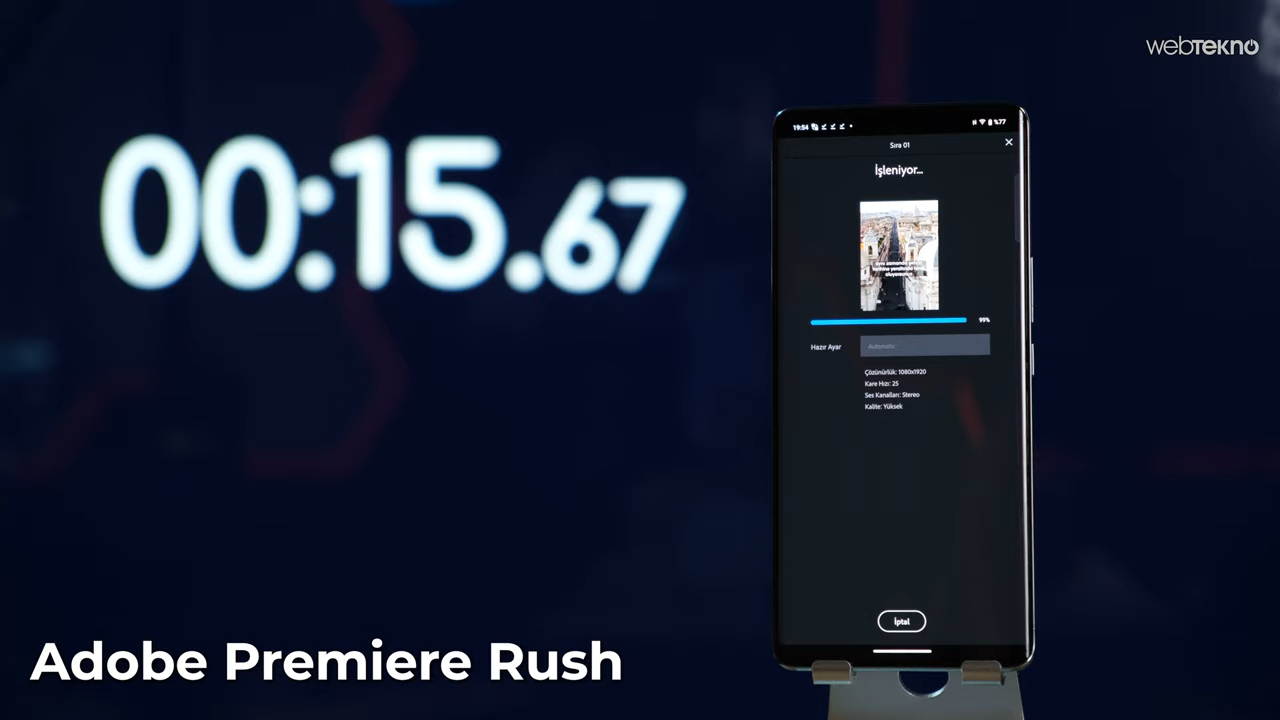 webTEKNO
00:15.67
19:54
%77
Sıra 01
İşleniyor...
99%
Hazır Ayar
Automatic
Çözünürlük: 1080x1920
Kare Hızı: 25
Ses Kanalları: Stereo
Kalite: Yüksek
İptal
Adobe Premiere Rush